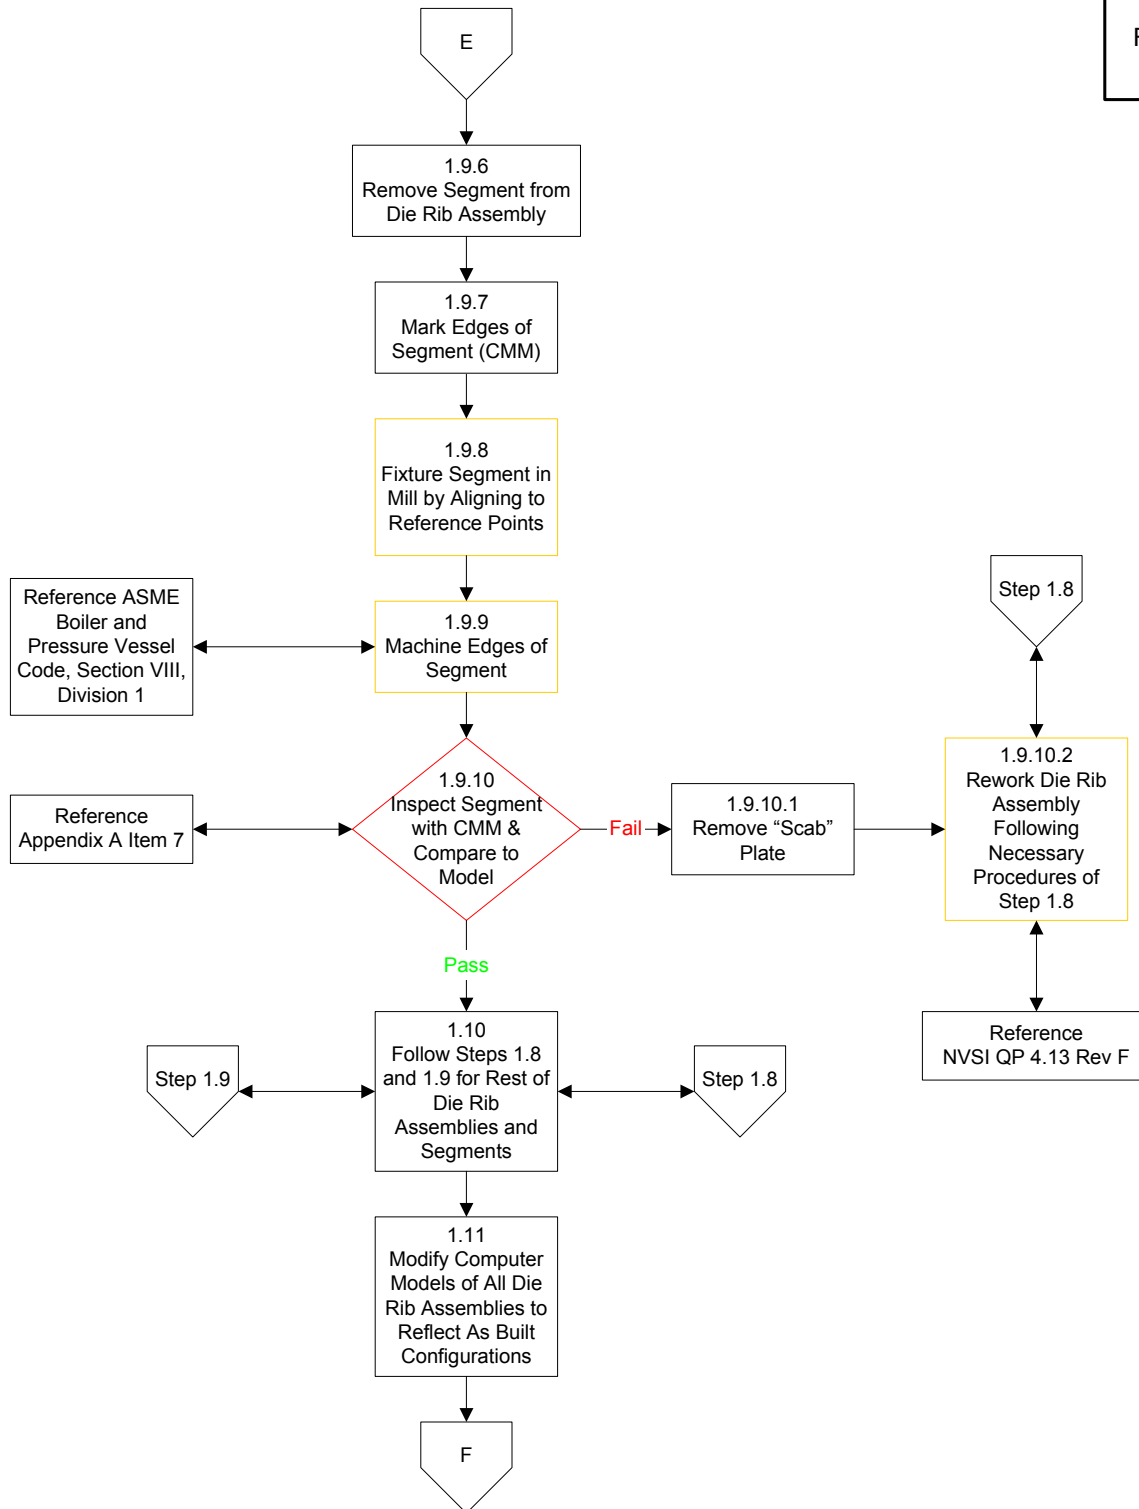 E
F
1.9.6
Remove Segment from
Die Rib Assembly
1.9.7
Mark Edges of
Segment (CMM)
1.9.8
Fixture Segment in
Mill by Aligning to
Reference Points
Step 1.8
Reference ASME
Boiler and
Pressure Vessel
Code, Section VIII,
Division 1
1.9.9
Machine Edges of
Segment
1.9.10
Inspect Segment
with CMM &
Compare to
Model
Reference
Appendix A Item 7
Fail
1.9.10.1
Remove “Scab”
Plate
1.9.10.2
Rework Die Rib
Assembly
Following
Necessary
Procedures of
Step 1.8
Pass
Reference
NVSI QP 4.13 Rev F
Step 1.9
1.10
Follow Steps 1.8
and 1.9 for Rest of
Die Rib
Assemblies and
Segments
Step 1.8
1.11
Modify Computer
Models of All Die
Rib Assemblies to
Reflect As Built
Configurations
F